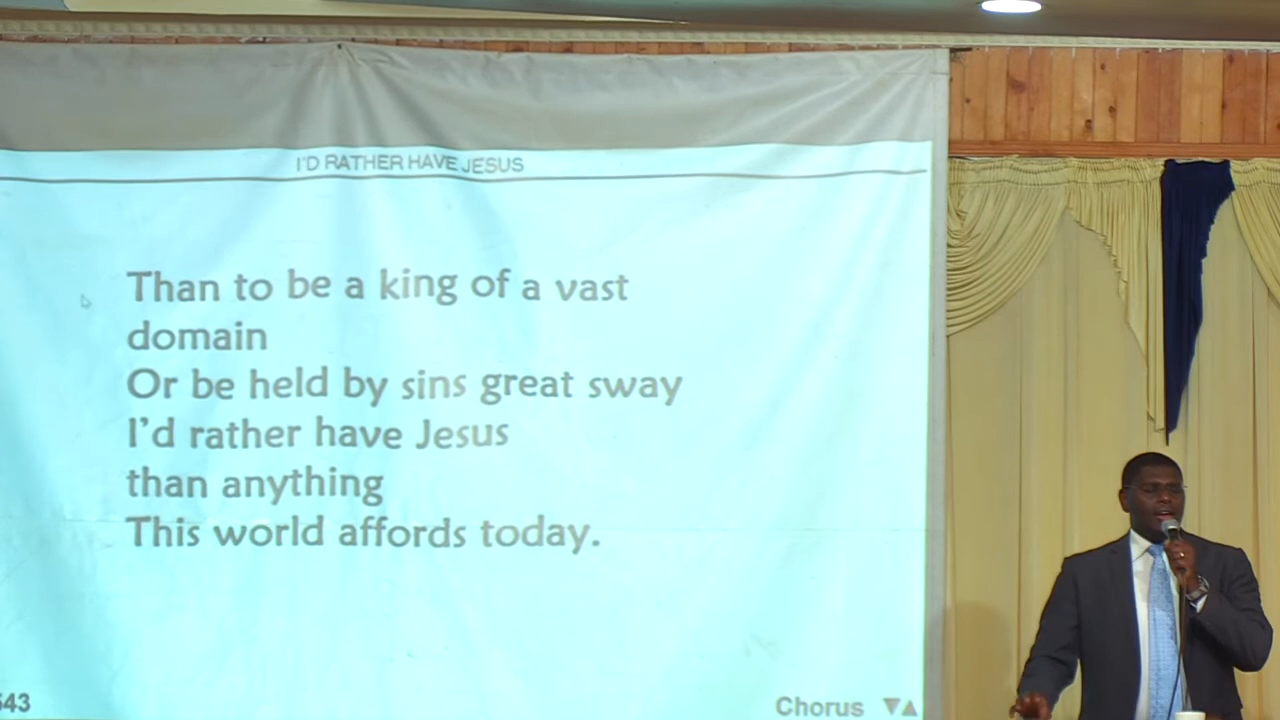 I'D RATHER HAVE JESUS
Than to be a king of a vast
domain
Or be held by sins great sway
I'd rather have Jesus
than anything
This world affords today.
543
Chorus ▼▲